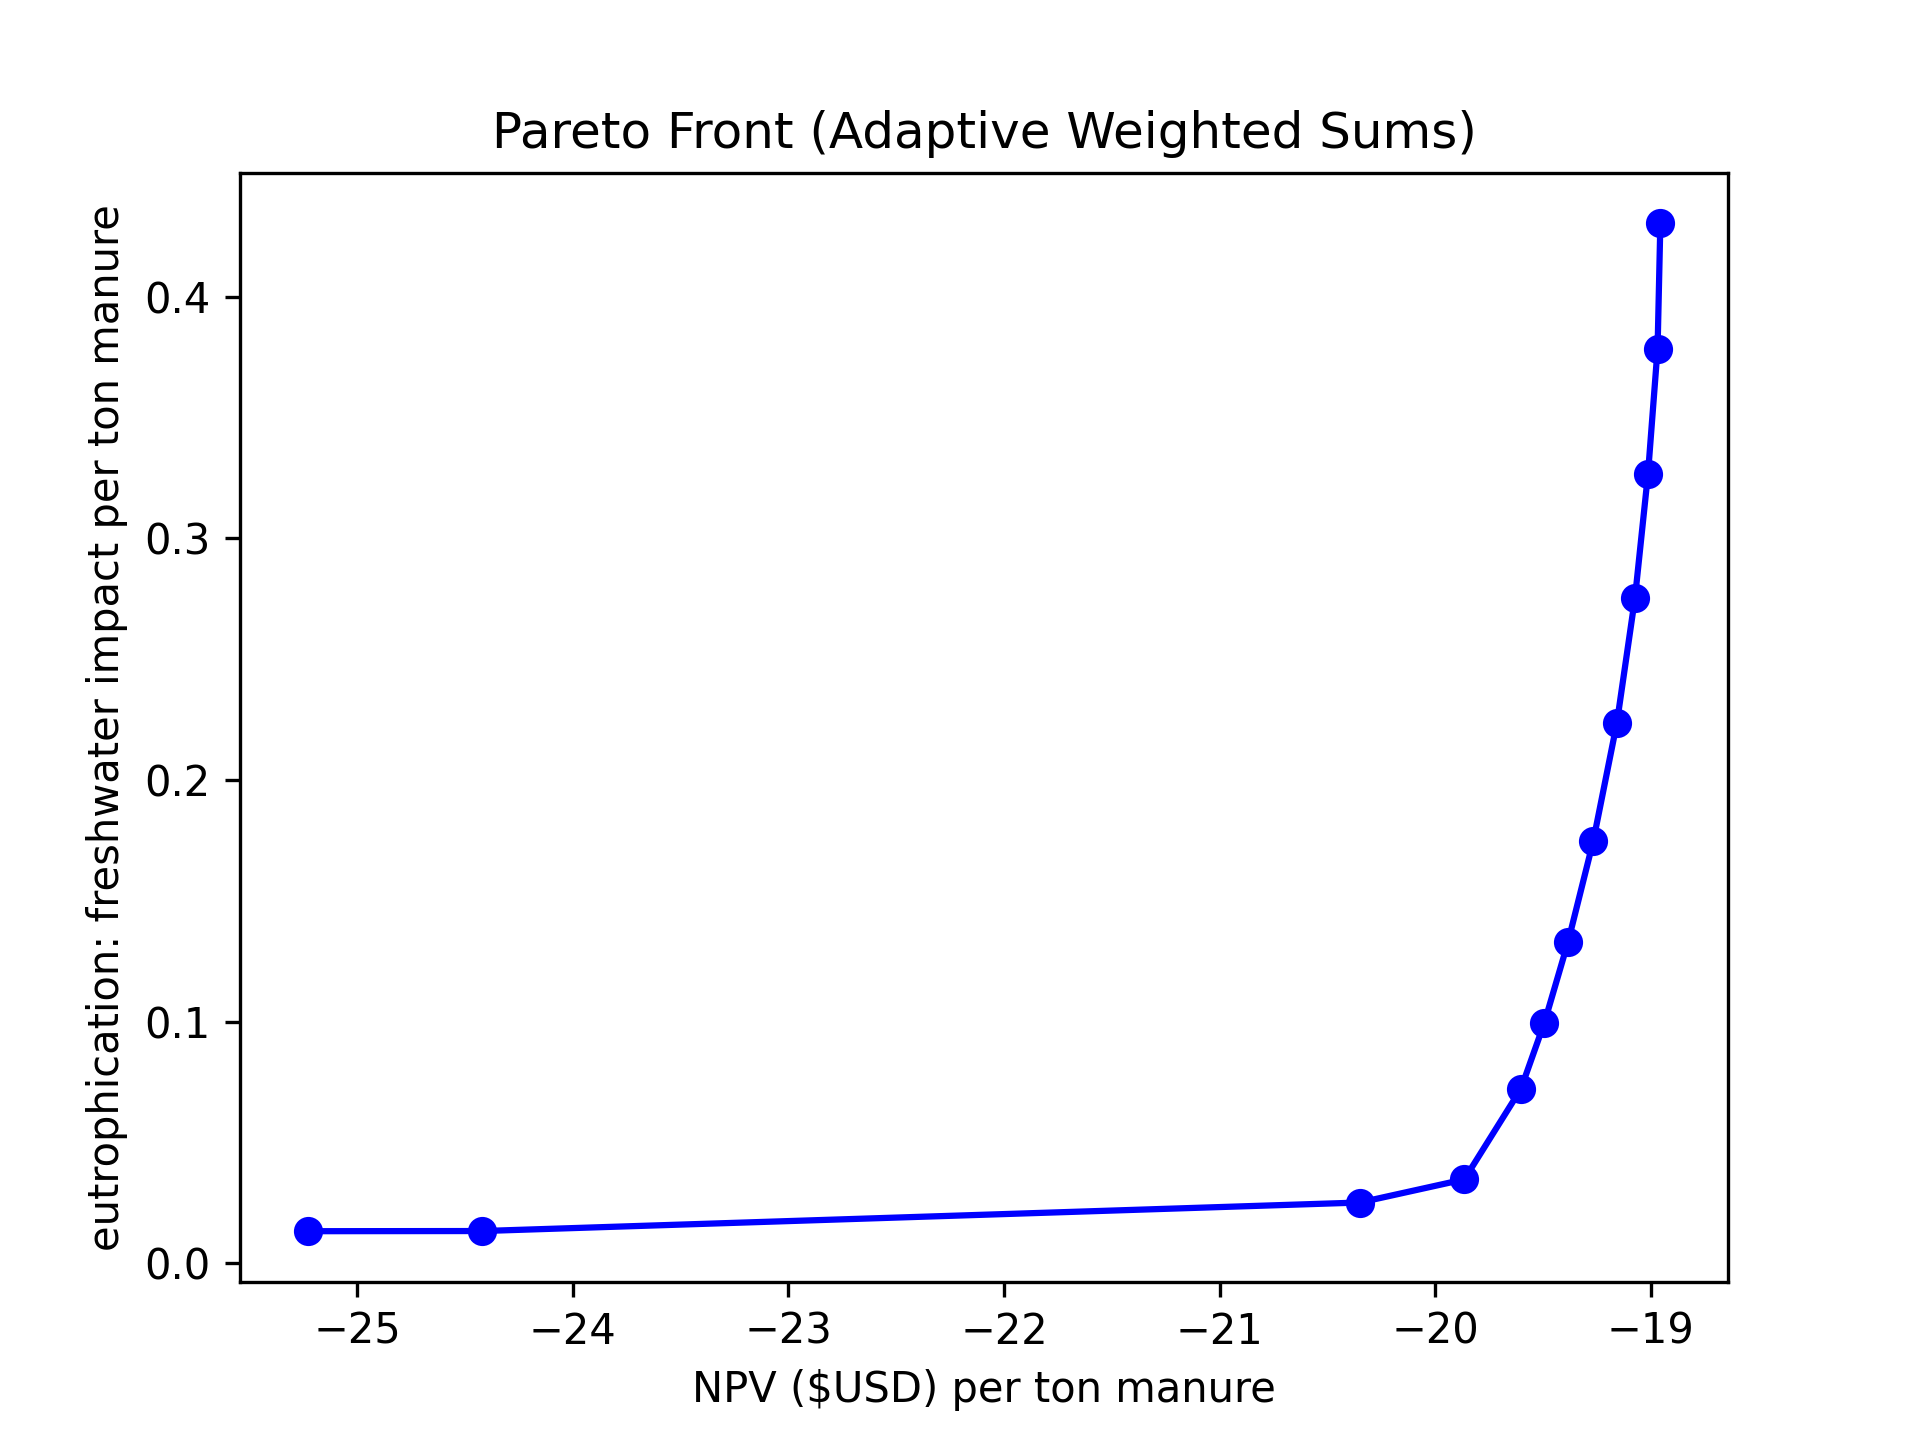 Pareto Front (Adaptive Weighted Sums)
eutrophication: freshwater impact per ton manure
0.4
0.3
0.2
0.1
0.0
−25 −24 −23 −22 −21 −20 −19
NPV ($USD) per ton manure